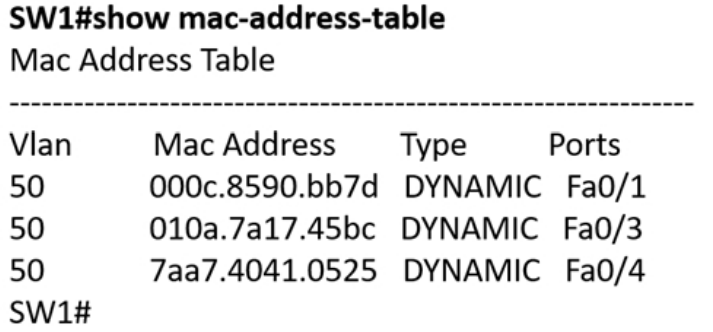 SW1#show mac-address-table
Mac Address Table
--------------------------------------------------------------------
Vlan Mac Address Type Ports
50 000c.8590.bb7d DYNAMIC Fa0/1
50 010a.7a17.45bc DYNAMIC Fa0/3
50 7aa7.4041.0525 DYNAMIC Fa0/4
SW1#